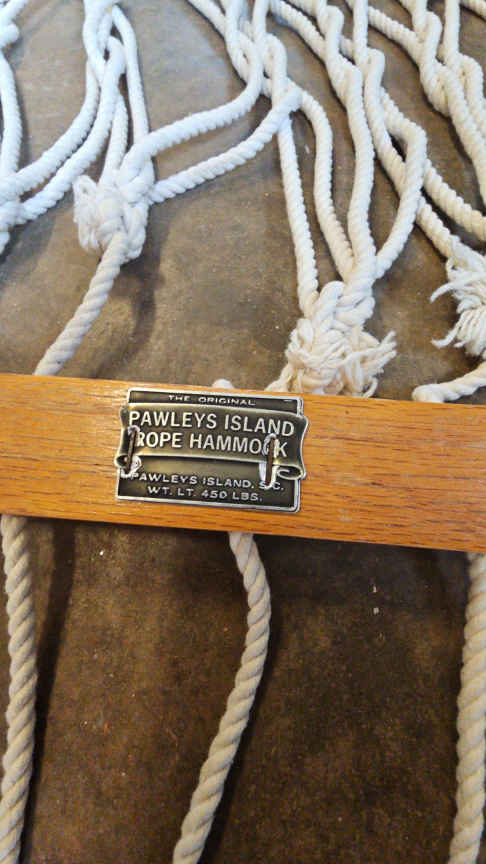 THE ORIGINAL
PAWLEYS ISLAND
ROPE HAMMOCK
PAWLEYS ISLAND, S.C.
WT. LT. 450 LBS.